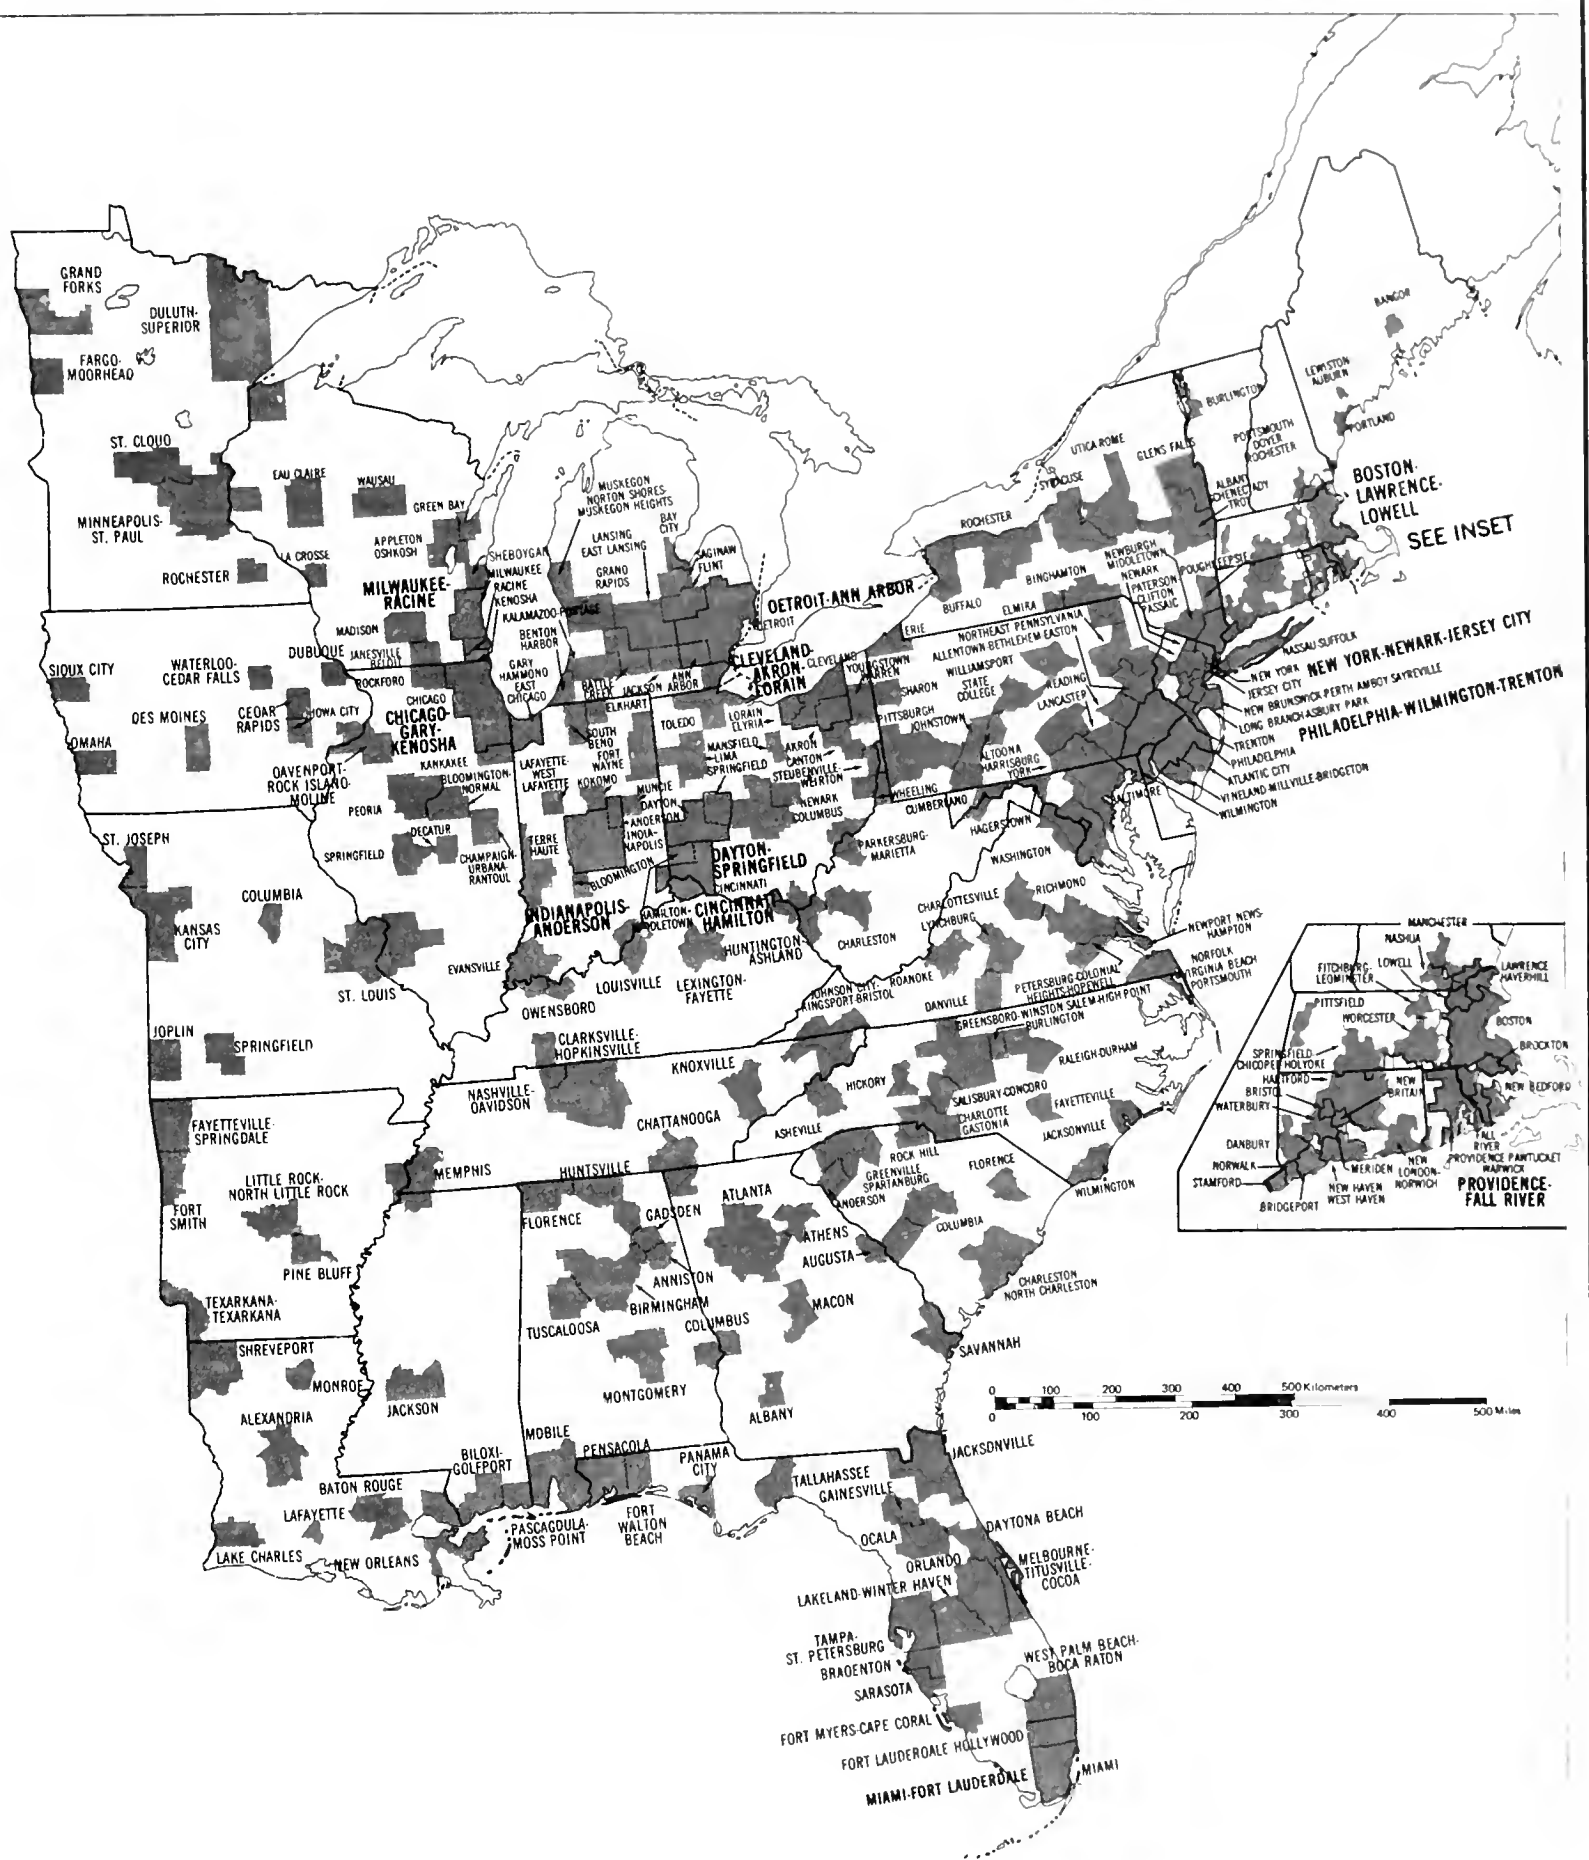 GRAND
FORKS
DULUTH-
SUPERIOR
FARGO-
MOORHEAD
ST. CLOUO
MINNEAPOLIS-
ST. PAUL
EAU CLAIRE
WAUSAU
GREEN BAY
APPLETON
OSHKOSH
LA CROSSE
ROCHESTER
SHEBOYGAN
MILWAUKEE
RACINE
KENOSHA
MILWAUKEE-
RACINE
MADISON
JANESVILLE
BELOIT
DUBUQUE
ROCKFORD
CHICAGO
CHICAGO-
GARY-
KENOSHA
GARY
HAMMONO
EAST
CHICAGO
SIOUX CITY
WATERLOO-
CEDAR FALLS
DES MOINES
CEOAR
RAPIDS
IOWA CITY
OMAHA
OAVENPORT-
ROCK ISLAND-
MOLINE
KANKAKEE
BLOOMINGTON-
NORMAL
PEORIA
DECATUR
SPRINGFIELD
CHAMPAIGN-
URBANA-
RANTOUL
MUSKEGON
NORTON SHORES-
MUSKEGON HEIGHTS
BAY
CITY
LANSING
EAST LANSING
SAGINAW
FLINT
GRANO
RAPIDS
KALAMAZOO-PORTAGE
BENTON
HARBOR
BATTLE
CREEK
JACKSON
ANN
ARBOR
DETROIT
OETROIT-ANN ARBOR
ELKHART
SOUTH
BENO
FORT
WAYNE
LAFAYETTE-
WEST
LAFAYETTE
KOKOMO
MUNCIE
ANDERSON
INDIA-
NAPOLIS
TERRE
HAUTE
BLOOMINGTON
INDIANAPOLIS-
ANDERSON
EVANSVILLE
TOLEDO
LORAIN
ELYRIA
CLEVELAND
CLEVELAND-
AKRON-
LORAIN
YOUNGSTOWN
WARREN
AKRON
CANTON
MANSFIELD
LIMA
SPRINGFIELD
STEUBENVILLE
WEIRTON
DAYTON
NEWARK
COLUMBUS
DAYTON-
SPRINGFIELD
CINCINNATI
CINCINNATI-
HAMILTON
HAMILTON-
MIDDLETOWN
PARKERSBURG-
MARIETTA
WHEELING
HUNTINGTON-
ASHLAND
CHARLESTON
LOUISVILLE
LEXINGTON-
FAYETTE
OWENSBORO
CLARKSVILLE-
HOPKINSVILLE
NASHVILLE-
OAVIDSON
KNOXVILLE
CHATTANOOGA
JOHNSON CITY-
KINGSPORT-BRISTOL
MEMPHIS
ST. JOSEPH
KANSAS
CITY
COLUMBIA
ST. LOUIS
JOPLIN
SPRINGFIELD
FAYETTEVILLE-
SPRINGDALE
FORT
SMITH
LITTLE ROCK-
NORTH LITTLE ROCK
PINE BLUFF
TEXARKANA-
TEXARKANA
SHREVEPORT
MONROE
ALEXANDRIA
BATON ROUGE
LAFAYETTE
LAKE CHARLES
NEW ORLEANS
JACKSON
BILOXI-
GOLFPORT
PASCAGOULA-
MOSS POINT
HUNTSVILLE
FLORENCE
GADSDEN
ANNISTON
BIRMINGHAM
TUSCALOOSA
MONTGOMERY
MOBILE
COLUMBUS
ATLANTA
ATHENS
AUGUSTA
MACON
ALBANY
SAVANNAH
PENSACOLA
FORT
WALTON
BEACH
PANAMA
CITY
TALLAHASSEE
GAINESVILLE
JACKSONVILLE
OCALA
DAYTONA BEACH
ORLANDO
MELBOURNE-
TITUSVILLE-
COCOA
LAKELAND-WINTER HAVEN
TAMPA-
ST. PETERSBURG
BRAOENTON
SARASOTA
WEST PALM BEACH-
BOCA RATON
FORT MYERS-CAPE CORAL
FORT LAUDEROALE HOLLYWOOD
MIAMI-FORT LAUDERDALE
MIAMI
ASHEVILLE
HICKORY
SALISBURY-CONCORO
CHARLOTTE
GASTONIA
ROCK HILL
GREENVILLE
SPARTANBURG
ANDERSON
COLUMBIA
FLORENCE
CHARLESTON
NORTH CHARLESTON
WILMINGTON
JACKSONVILLE
FAYETTEVILLE
RALEIGH-DURHAM
GREENSBORO-WINSTON SALEM-HIGH POINT
BURLINGTON
DANVILLE
ROANOKE
LYNCHBURG
CHARLOTTESVILLE
RICHMONO
PETERSBURG-COLONIAL
HEIGHTS-HOPEWELL
NEWPORT NEWS-
HAMPTON
NORFOLK
VIRGINIA BEACH
PORTSMOUTH
WASHINGTON
HAGERSTOWN
CUMBERLAND
BALTIMORE
ERIE
SHARON
PITTSBURGH
JOHNSTOWN
ALTOONA
HARRISBURG
YORK
LANCASTER
READING
STATE
COLLEGE
WILLIAMSPORT
ALLENTOWN-BETHLEHEM-EASTON
NORTHEAST PENNSYLVANIA
ELMIRA
BINGHAMTON
BUFFALO
ROCHESTER
SYRACUSE
UTICA ROME
GLENS FALLS
ALBANY
SCHENECTADY
TROY
NEWBURGH
MIDDLETOWN
POUGHKEEPSIE
NEWARK
PATERSON
CLIFTON
PASSAIC
BURLINGTON
PORTSMOUTH
DOVER
ROCHESTER
LEWISTON
AUBURN
PORTLAND
BANGOR
BOSTON-
LAWRENCE-
LOWELL
SEE INSET
NASSAU-SUFFOLK
NEW YORK
NEW YORK-NEWARK-JERSEY CITY
JERSEY CITY
NEW BRUNSWICK-PERTH AMBOY SAYREVILLE
LONG BRANCH-ASBURY PARK
PHILADELPHIA-WILMINGTON-TRENTON
TRENTON
PHILADELPHIA
ATLANTIC CITY
VINELAND-MILLVILLE-BRIDGETON
WILMINGTON
MANCHESTER
NASHUA
LOWELL
LAWRENCE
HAVERHILL
FITCHBURG-
LEOMINSTER
PITTSFIELD
WORCESTER
BOSTON
BROCKTON
SPRINGFIELD
CHICOPEE HOLYOKE
HARTFORD
NEW
BRITAIN
NEW BEDFORD
BRISTOL
WATERBURY
DANBURY
NORWALK
STAMFORD
BRIDGEPORT
MERIDEN
NEW HAVEN
WEST HAVEN
NEW
LONDON-
NORWICH
FALL
RIVER
PROVIDENCE PAWTUCKET
WARWICK
PROVIDENCE-
FALL RIVER
0 100 200 300 400 500 Kilometers
0 100 200 300 400 500 Miles